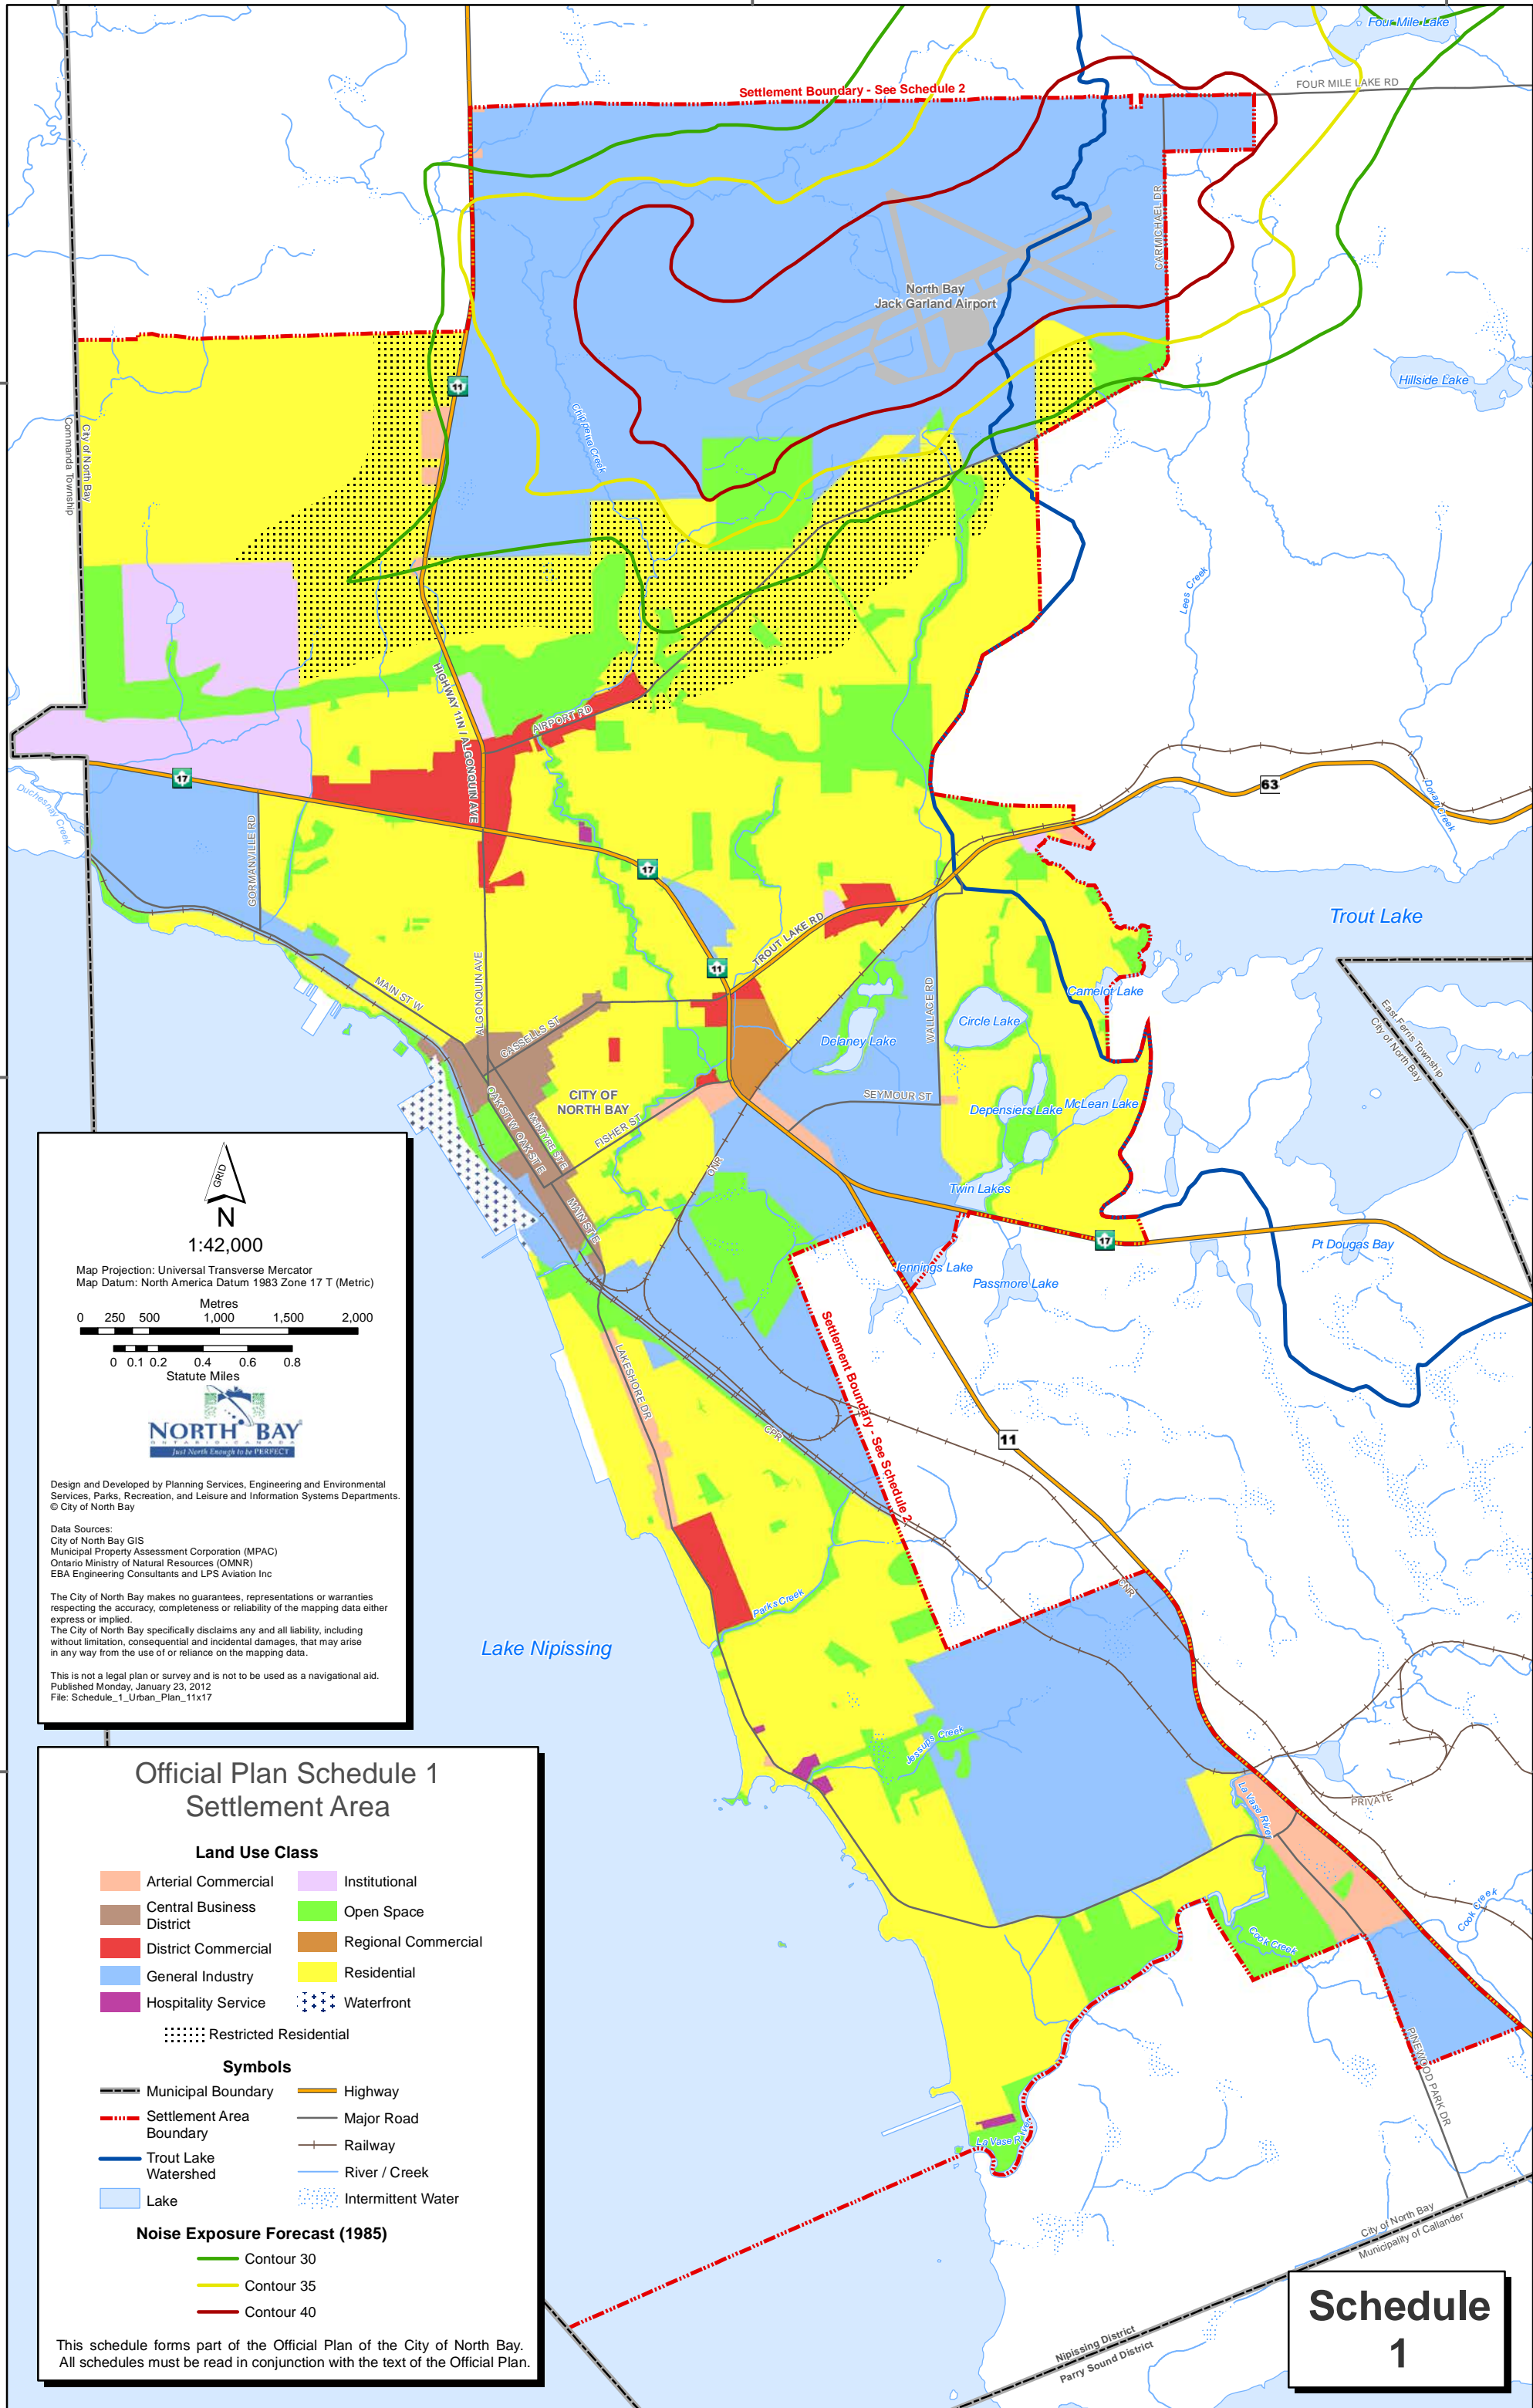 Four Mile Lake
FOUR MILE LAKE RD
Settlement Boundary - See Schedule 2
CARMICHAEL DR
North Bay
Jack Garland Airport
Hillside Lake
11
Chippewa Creek
City of North Bay
Commanda Township
Lees Creek
HIGHWAY 11N / ALGONQUIN AVE
AIRPORT RD
17
63
Doran Creek
Duchesnay Creek
GORMANVILLE RD
17
Trout Lake
TROUT LAKE RD
11
MAIN ST W
ALGONQUIN AVE
WALLACE RD
Camelot Lake
Circle Lake
Delaney Lake
East Ferris Township
City of North Bay
CASSELLS ST
CITY OF
NORTH BAY
SEYMOUR ST
Depensiers Lake
McLean Lake
OAK ST W
OAK ST E
MCINTYRE ST E
FISHER ST
ONR
Twin Lakes
MAIN ST E
17
Pt Dougas Bay
Jennings Lake
Passmore Lake
GRID
N
1:42,000
Map Projection: Universal Transverse Mercator
Map Datum: North America Datum 1983 Zone 17 T (Metric)
Metres
0 250 500 1,000 1,500 2,000
0 0.1 0.2 0.4 0.6 0.8
Statute Miles
NORTH BAY
ONTARIO · CANADA
Just North Enough to be PERFECT
Design and Developed by Planning Services, Engineering and Environmental
Services, Parks, Recreation, and Leisure and Information Systems Departments.
© City of North Bay
Data Sources:
City of North Bay GIS
Municipal Property Assessment Corporation (MPAC)
Ontario Ministry of Natural Resources (OMNR)
EBA Engineering Consultants and LPS Aviation Inc
The City of North Bay makes no guarantees, representations or warranties
respecting the accuracy, completeness or reliability of the mapping data either
express or implied.
The City of North Bay specifically disclaims any and all liability, including
without limitation, consequential and incidental damages, that may arise
in any way from the use of or reliance on the mapping data.
This is not a legal plan or survey and is not to be used as a navigational aid.
Published Monday, January 23, 2012
File: Schedule_1_Urban_Plan_11x17
LAKESHORE DR
Settlement Boundary - See Schedule 2
CPR
11
CNR
Parks Creek
Lake Nipissing
Jessups Creek
La Vase River
PRIVATE
Cook Creek
Cook Creek
PINEWOOD PARK DR
La Vase River
Official Plan Schedule 1
Settlement Area
Land Use Class
Arterial Commercial
Central Business
District
District Commercial
General Industry
Hospitality Service
Institutional
Open Space
Regional Commercial
Residential
Waterfront
Restricted Residential
Symbols
Municipal Boundary
Settlement Area
Boundary
Trout Lake
Watershed
Lake
Highway
Major Road
Railway
River / Creek
Intermittent Water
Noise Exposure Forecast (1985)
Contour 30
Contour 35
Contour 40
This schedule forms part of the Official Plan of the City of North Bay.
All schedules must be read in conjunction with the text of the Official Plan.
City of North Bay
Municipality of Callander
Nipissing District
Parry Sound District
Schedule
1